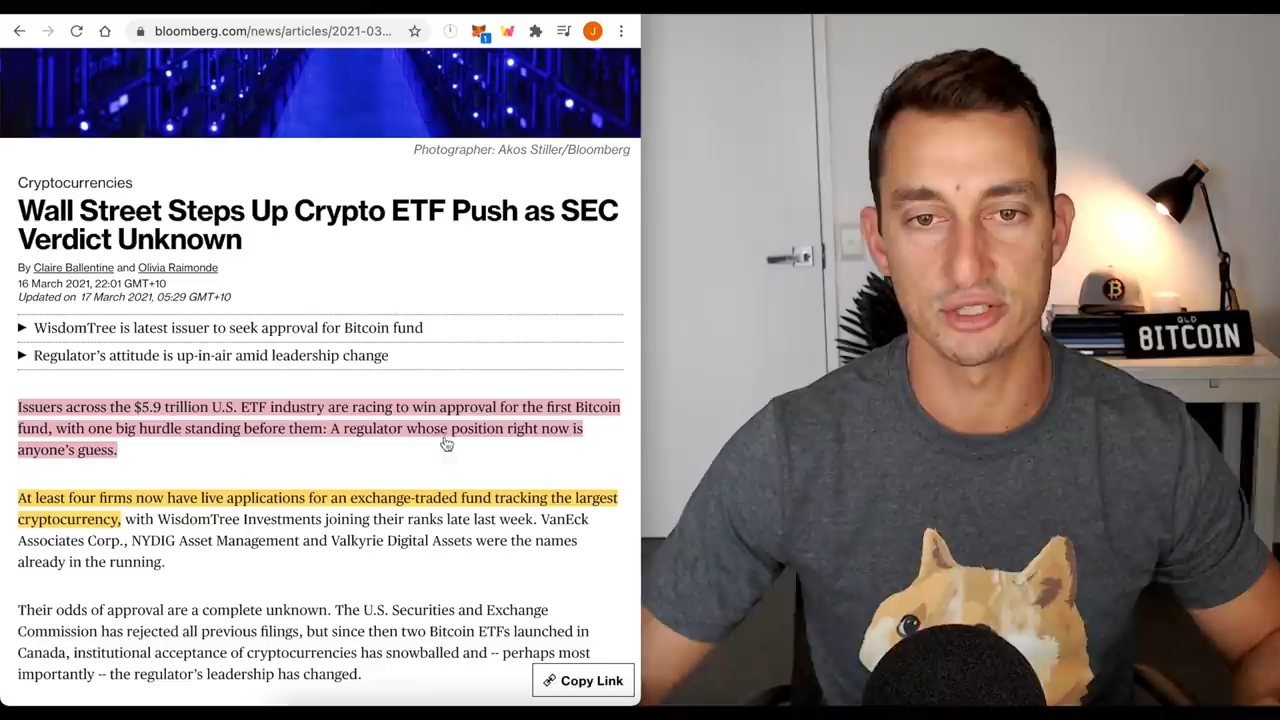 bloomberg.com/news/articles/2021-03...
1
J
Photographer: Akos Stiller/Bloomberg
Cryptocurrencies
Wall Street Steps Up Crypto ETF Push as SEC
Verdict Unknown
By Claire Ballentine and Olivia Raimonde
16 March 2021, 22:01 GMT+10
Updated on 17 March 2021, 05:29 GMT+10
WisdomTree is latest issuer to seek approval for Bitcoin fund
Regulator's attitude is up-in-air amid leadership change
Issuers across the $5.9 trillion U.S. ETF industry are racing to win approval for the first Bitcoin
fund, with one big hurdle standing before them: A regulator whose position right now is
anyone's guess.
At least four firms now have live applications for an exchange-traded fund tracking the largest
cryptocurrency, with WisdomTree Investments joining their ranks late last week. VanEck
Associates Corp., NYDIG Asset Management and Valkyrie Digital Assets were the names
already in the running.
Their odds of approval are a complete unknown. The U.S. Securities and Exchange
Commission has rejected all previous filings, but since then two Bitcoin ETFs launched in
Canada, institutional acceptance of cryptocurrencies has snowballed and -- perhaps most
importantly -- the regulator's leadership has changed.
Copy Link
QLD
BITCOIN